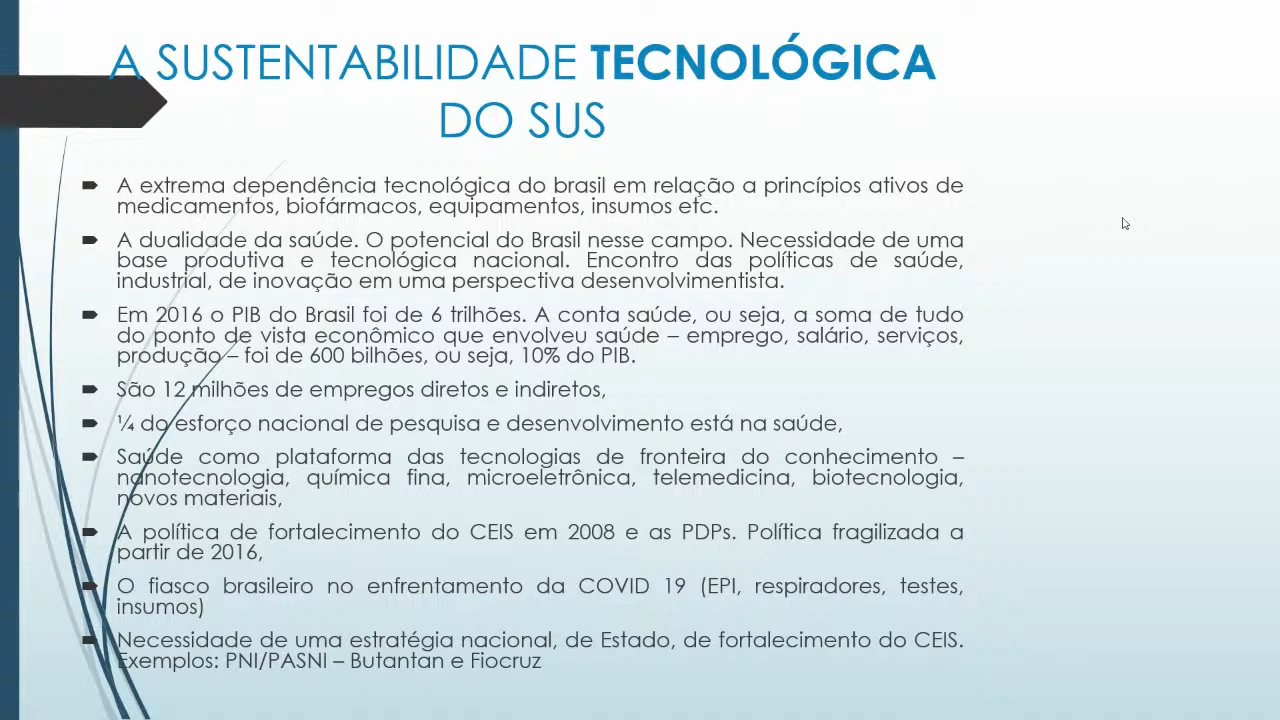 A SUSTENTABILIDADE TECNOLÓGICA
DO SUS
A extrema dependência tecnológica do brasil em relação a princípios ativos de
medicamentos, biofármacos, equipamentos, insumos etc.
A dualidade da saúde. O potencial do Brasil nesse campo. Necessidade de uma
base produtiva e tecnológica nacional. Encontro das políticas de saúde,
industrial, de inovação em uma perspectiva desenvolvimentista.
Em 2016 o PIB do Brasil foi de 6 trilhões. A conta saúde, ou seja, a soma de tudo
do ponto de vista econômico que envolveu saúde – emprego, salário, serviços,
produção – foi de 600 bilhões, ou seja, 10% do PIB.
São 12 milhões de empregos diretos e indiretos,
¼ do esforço nacional de pesquisa e desenvolvimento está na saúde,
Saúde como plataforma das tecnologias de fronteira do conhecimento –
nanotecnologia, química fina, microeletrônica, telemedicina, biotecnologia,
novos materiais,
A política de fortalecimento do CEIS em 2008 e as PDPs. Política fragilizada a
partir de 2016,
O fiasco brasileiro no enfrentamento da COVID 19 (EPI, respiradores, testes,
insumos)
Necessidade de uma estratégia nacional, de Estado, de fortalecimento do CEIS.
Exemplos: PNI/PASNI – Butantan e Fiocruz